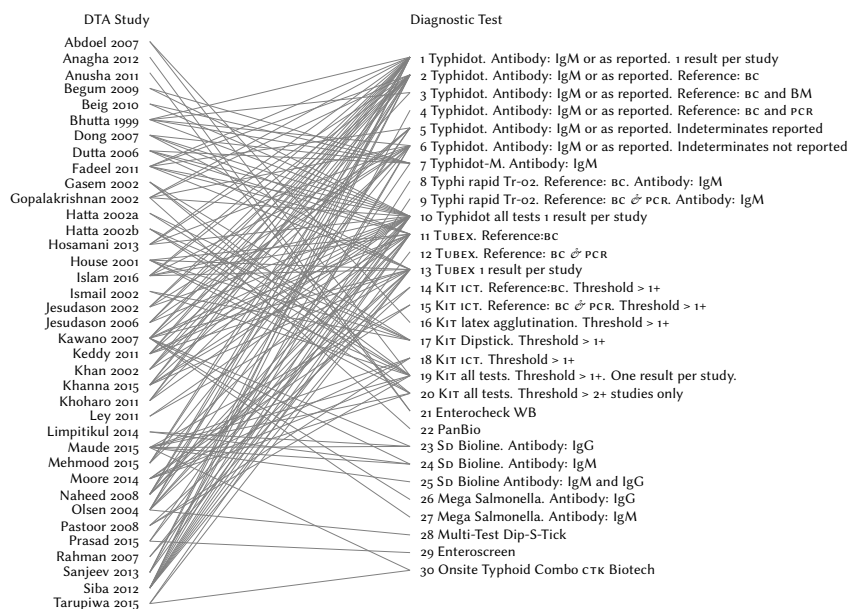 DTA Study
Diagnostic Test
Abdoel 2007
Anagha 2012
Anusha 2011
Begum 2009
Beig 2010
Bhutta 1999
Dong 2007
Dutta 2006
Fadeel 2011
Gasem 2002
Gopalakrishnan 2002
Hatta 2002a
Hatta 2002b
Hosamani 2013
House 2001
Islam 2016
Ismail 2002
Jesudason 2002
Jesudason 2006
Kawano 2007
Keddy 2011
Khan 2002
Khanna 2015
Khoharo 2011
Ley 2011
Limpitikul 2014
Maude 2015
Mehmood 2015
Moore 2014
Naheed 2008
Olsen 2004
Pastoor 2008
Prasad 2015
Rahman 2007
Sanjeev 2013
Siba 2012
Tarupiwa 2015
1 Typhidot. Antibody: IgM or as reported. 1 result per study
2 Typhidot. Antibody: IgM or as reported. Reference: BC
3 Typhidot. Antibody: IgM or as reported. Reference: BC and BM
4 Typhidot. Antibody: IgM or as reported. Reference: BC and PCR
5 Typhidot. Antibody: IgM or as reported. Indeterminates reported
6 Typhidot. Antibody: IgM or as reported. Indeterminates not reported
7 Typhidot-M. Antibody: IgM
8 Typhi rapid Tr-02. Reference: BC. Antibody: IgM
9 Typhi rapid Tr-02. Reference: BC & PCR. Antibody: IgM
10 Typhidot all tests 1 result per study
11 TUBEX. Reference:BC
12 TUBEX. Reference: BC & PCR
13 TUBEX 1 result per study
14 KIT ICT. Reference:BC. Threshold > 1+
15 KIT ICT. Reference: BC & PCR. Threshold > 1+
16 KIT latex agglutination. Threshold > 1+
17 KIT Dipstick. Threshold > 1+
18 KIT ICT. Threshold > 1+
19 KIT all tests. Threshold > 1+. One result per study.
20 KIT all tests. Threshold > 2+ studies only
21 Enterocheck WB
22 PanBio
23 SD Bioline. Antibody: IgG
24 SD Bioline. Antibody: IgM
25 SD Bioline Antibody: IgM and IgG
26 Mega Salmonella. Antibody: IgG
27 Mega Salmonella. Antibody: IgM
28 Multi-Test Dip-S-Tick
29 Enteroscreen
30 Onsite Typhoid Combo CTK Biotech